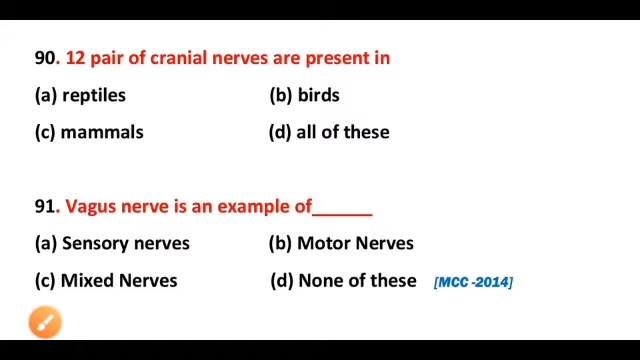 90. 12 pair of cranial nerves are present in
(a) reptiles (b) birds
(c) mammals (d) all of these
91. Vagus nerve is an example of______
(a) Sensory nerves (b) Motor Nerves
(c) Mixed Nerves (d) None of these [MCC -2014]